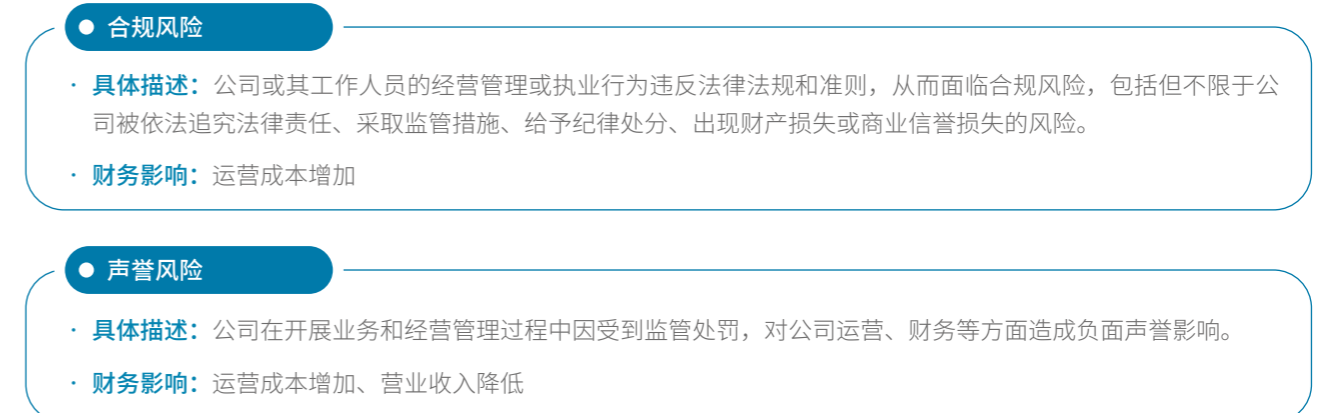 合规风险
· 具体描述：公司或其工作人员的经营管理或执业行为违反法律法规和准则，从而面临合规风险，包括但不限于公
司被依法追究法律责任、采取监管措施、给予纪律处分、出现财产损失或商业信誉损失的风险。
· 财务影响：运营成本增加
声誉风险
· 具体描述：公司在开展业务和经营管理过程中因受到监管处罚，对公司运营、财务等方面造成负面声誉影响。
· 财务影响：运营成本增加、营业收入降低